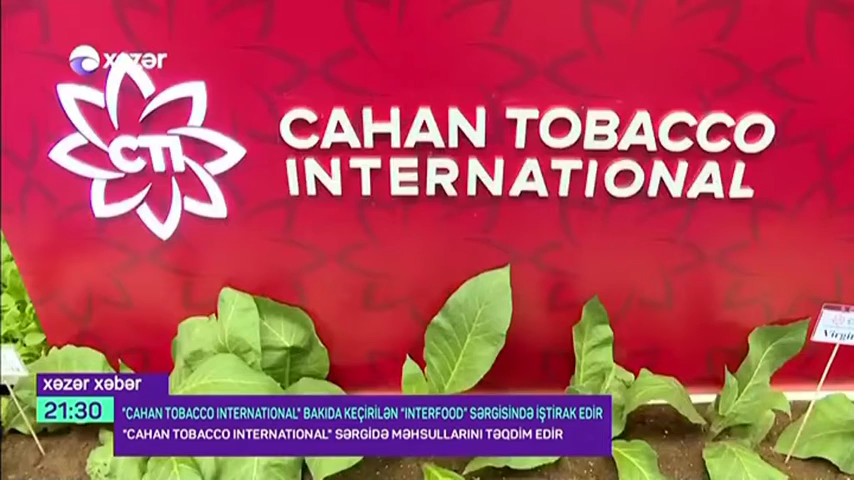 xəzər
CTI
CAHAN TOBACCO
INTERNATIONAL
Virgin
xəzər xəbər
21:30
"CAHAN TOBACCO INTERNATIONAL" BAKIDA KEÇİRİLƏN "INTERFOOD" SƏRGİSİNDƏ İŞTİRAK EDİR
"CAHAN TOBACCO INTERNATIONAL" SƏRGİDƏ MƏHSULLARINI TƏQDİM EDİR